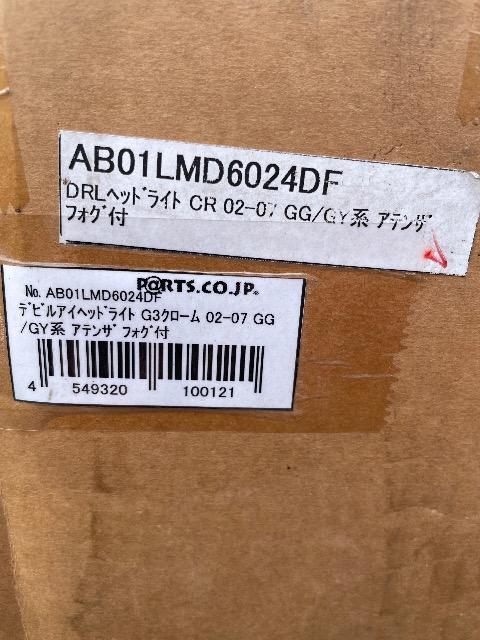 AB01LMD6024DF
DRLﾍｯﾄﾞﾗｲﾄ CR 02-07 GG/GY系 ｱﾃﾝｻﾞ
ﾌｫｸﾞ付
P@RTS.CO.JP®
No. AB01LMD6024DF
ﾃﾞﾋﾞﾙｱｲﾍｯﾄﾞﾗｲﾄ G3クローム 02-07 GG
/GY系 ｱﾃﾝｻﾞ ﾌｫｸﾞ付
4 549320 100121